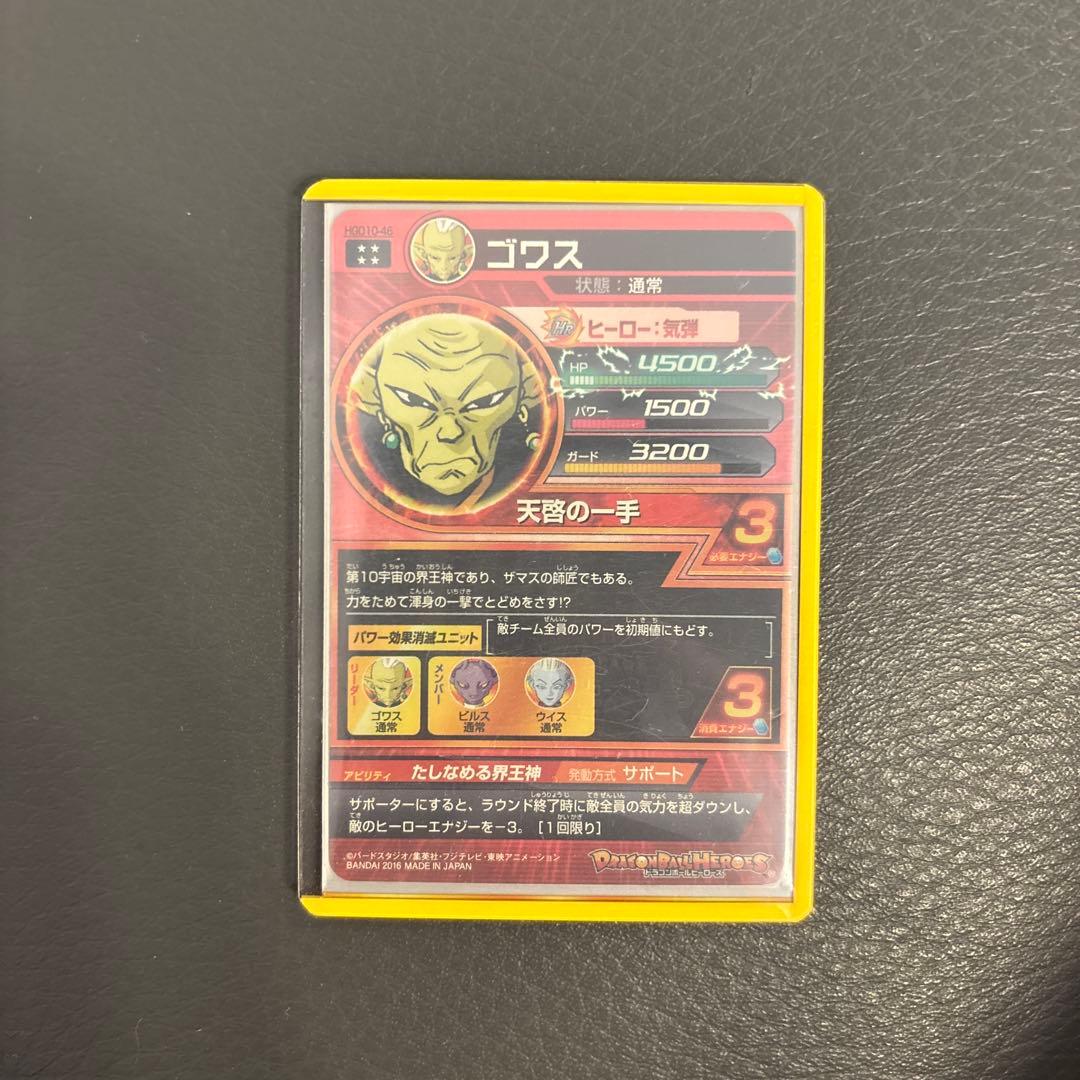 HGD10-46
★★
★★
ゴワス
状態：通常
HR ヒーロー：気弾
HP 4500
パワー 1500
ガード 3200
天啓の一手
3
必要エナジー
第10宇宙の界王神であり、ザマスの師匠でもある。
力をためて渾身の一撃でとどめをさす!?
パワー効果消滅ユニット
敵チーム全員のパワーを初期値にもどす。
リーダー
ゴワス
通常
メンバー
ビルス
通常
ウイス
通常
3
消費エナジー
アビリティ たしなめる界王神 発動方式 サポート
サポーターにすると、ラウンド終了時に敵全員の気力を超ダウンし、
敵のヒーローエナジーを－3。［1回限り］
©バードスタジオ/集英社・フジテレビ・東映アニメーション
BANDAI 2016 MADE IN JAPAN
DRAGONBALL HEROES
ドラゴンボールヒーローズ